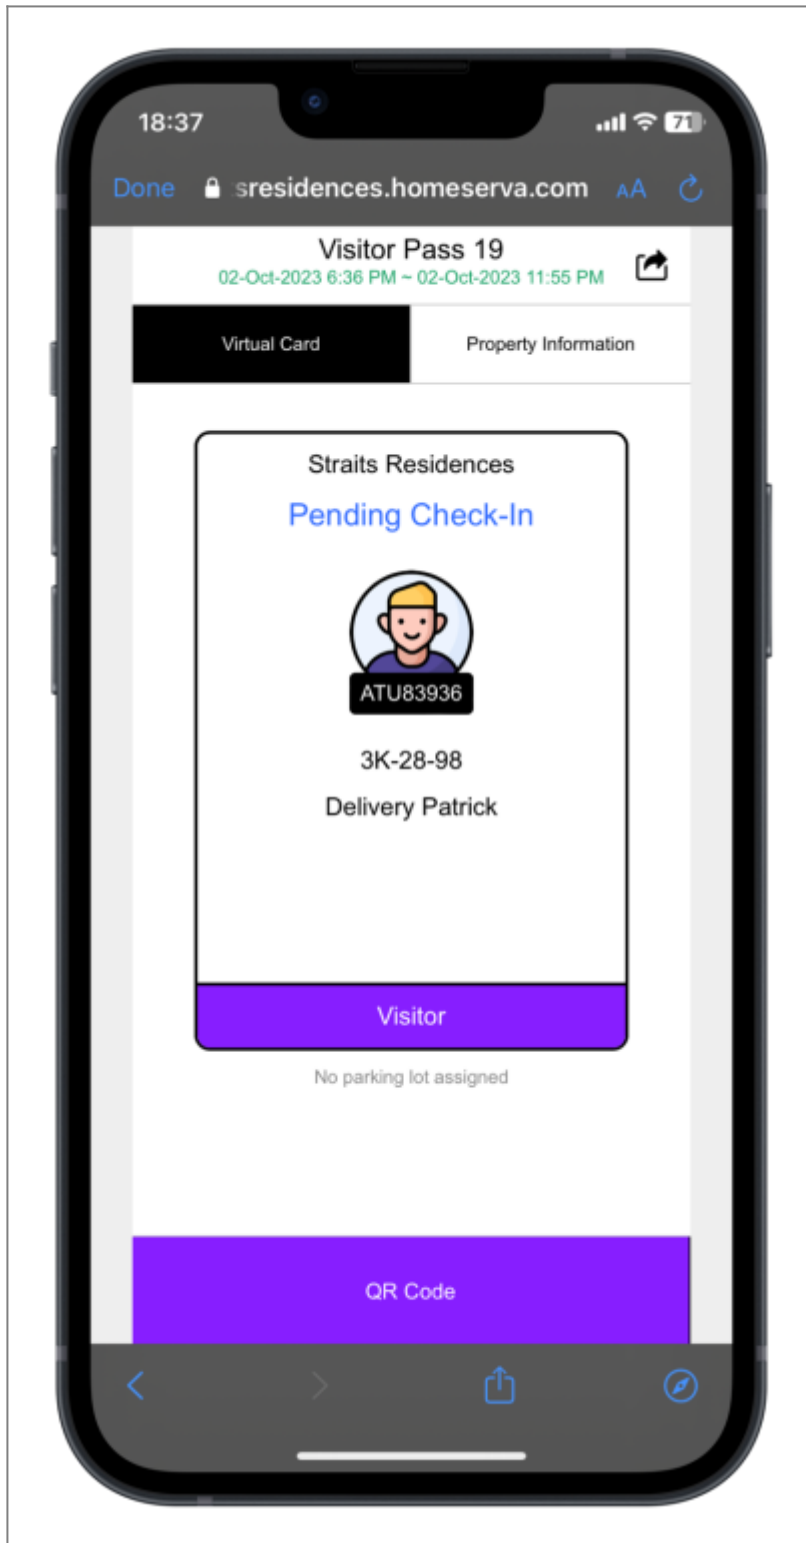 18:37
71
Done sresidences.homeserva.com AA
Visitor Pass 19
02-Oct-2023 6:36 PM ~ 02-Oct-2023 11:55 PM
Virtual Card Property Information
Straits Residences
Pending Check-In
ATU83936
3K-28-98
Delivery Patrick
Visitor
No parking lot assigned
QR Code